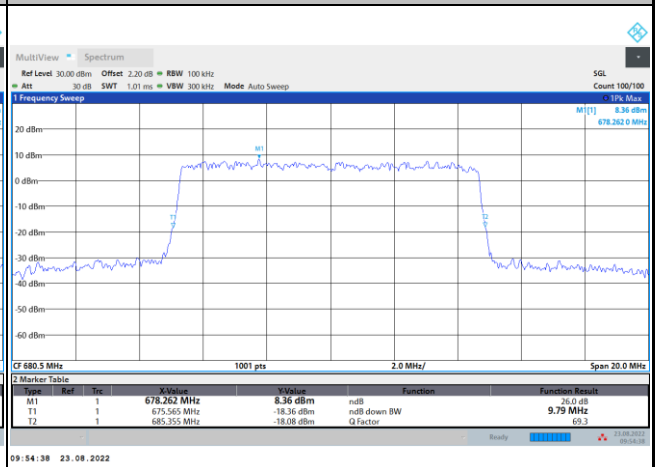 MultiView Spectrum
Ref Level 30.00 dBm Offset 2.20 dB RBW 100 kHz SGL
Att 30 dB SWT 1.01 ms VBW 300 kHz Mode Auto Sweep Count 100/100
1 Frequency Sweep 1Pk Max
M1[1] 8.36 dBm
678.262 0 MHz
20 dBm
M1
10 dBm
0 dBm
-10 dBm
T1 T2
-20 dBm
-30 dBm
-40 dBm
-50 dBm
-60 dBm
CF 680.5 MHz 1001 pts 2.0 MHz/ Span 20.0 MHz
2 Marker Table
Type Ref Trc X-Value Y-Value Function Function Result
M1 1 678.262 MHz 8.36 dBm ndB 26.0 dB
T1 1 675.565 MHz -18.36 dBm ndB down BW 9.79 MHz
T2 1 685.355 MHz -18.08 dBm Q Factor 69.3
Ready 23.08.2022
09:54:38
09:54:38 23.08.2022